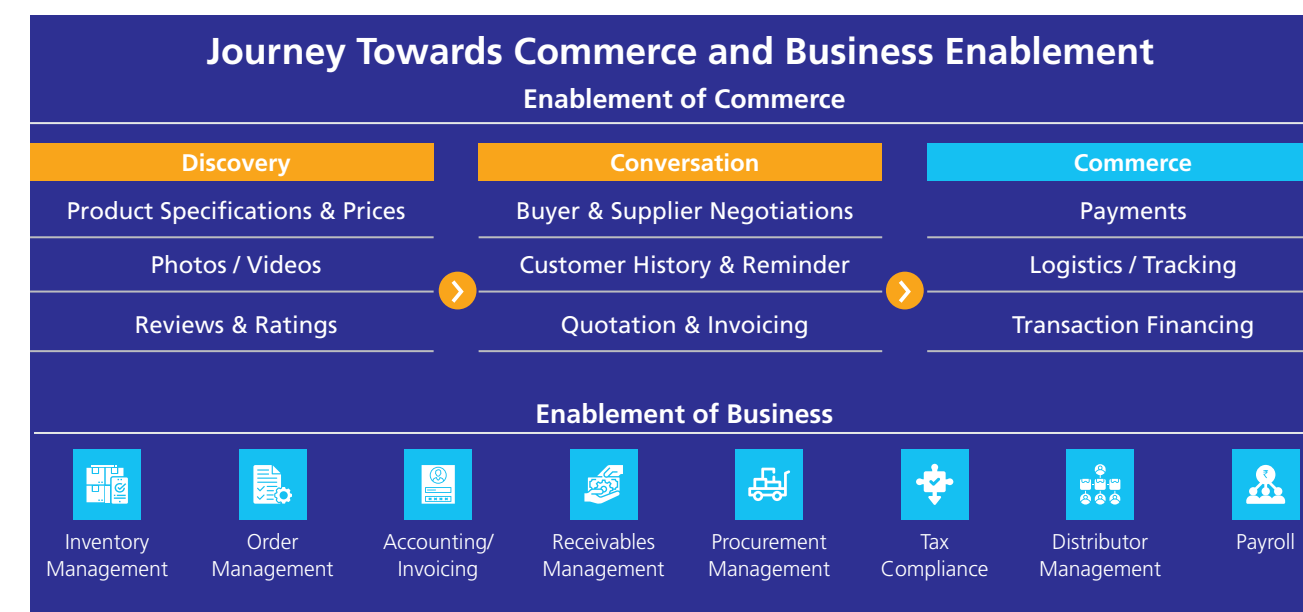 Journey Towards Commerce and Business Enablement
Enablement of Commerce
Discovery
Product Specifications & Prices
Photos / Videos
Reviews & Ratings
Conversation
Buyer & Supplier Negotiations
Customer History & Reminder
Quotation & Invoicing
Commerce
Payments
Logistics / Tracking
Transaction Financing
Enablement of Business
Inventory
Management
Order
Management
Accounting/
Invoicing
Receivables
Management
Procurement
Management
Tax
Compliance
Distributor
Management
₹
Payroll